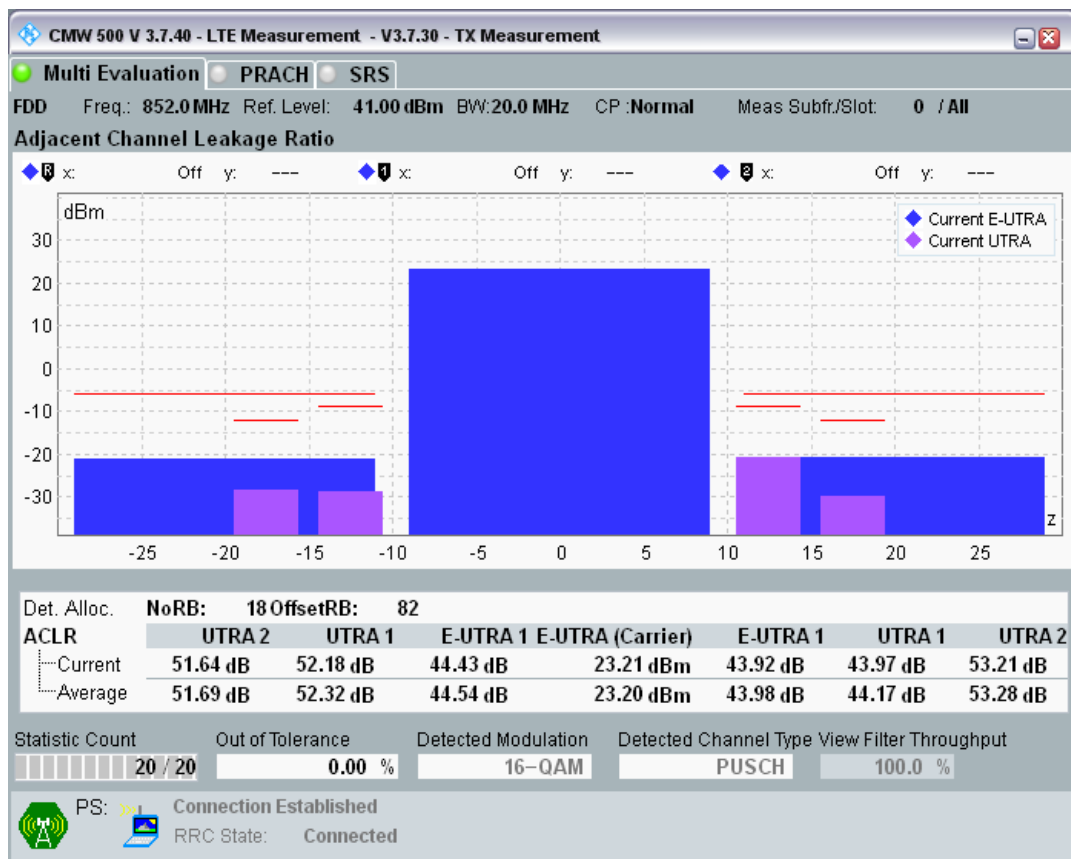 CMW 500 V 3.7.40 - LTE Measurement - V3.7.30 - TX Measurement
Multi Evaluation PRACH SRS
FDD Freq.: 852.0 MHz Ref. Level: 41.00 dBm BW:20.0 MHz CP :Normal Meas Subfr./Slot: 0 / All
Adjacent Channel Leakage Ratio
R x: Off y: --- 1 x: Off y: --- 2 x: Off y: ---
dBm
Current E-UTRA
Current UTRA
30
20
10
0
-10
-20
-30
z
-25 -20 -15 -10 -5 0 5 10 15 20 25
Det. Alloc. NoRB: 18 OffsetRB: 82
ACLR UTRA 2 UTRA 1 E-UTRA 1 E-UTRA (Carrier) E-UTRA 1 UTRA 1 UTRA 2
Current 51.64 dB 52.18 dB 44.43 dB 23.21 dBm 43.92 dB 43.97 dB 53.21 dB
Average 51.69 dB 52.32 dB 44.54 dB 23.20 dBm 43.98 dB 44.17 dB 53.28 dB
Statistic Count Out of Tolerance Detected Modulation Detected Channel Type View Filter Throughput
20 / 20 0.00 % 16-QAM PUSCH 100.0 %
PS: Connection Established
RRC State: Connected